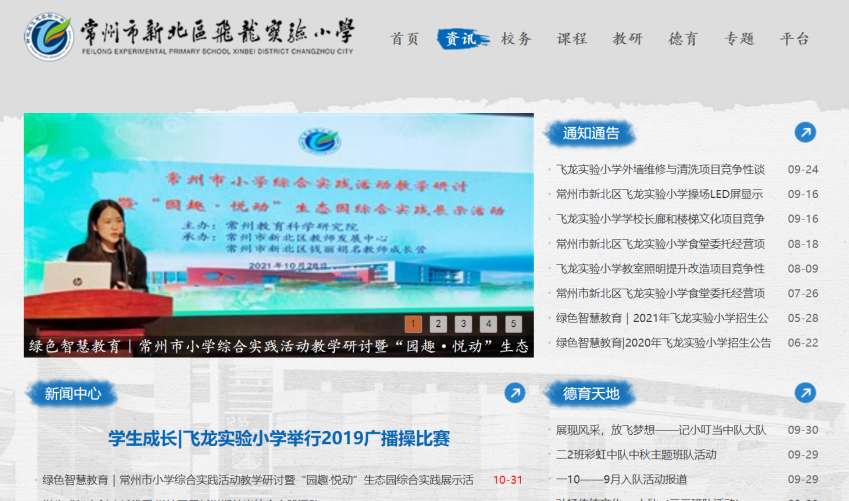 常州市新北區飛龍實驗小學
FEILONG EXPERIMENTAL PRIMARY SCHOOL XINBEI DISTRICT CHANGZHOU CITY
首页 资讯 校务 课程 教研 德育 专题 平台
常州市小学综合实践活动教学研讨
暨“园趣·悦动”生态园综合实践展示活动
主办：常州教育科学研究院
承办：常州市新北区教师发展中心
常州市新北区钱丽娟名教师成长营
2021年10月28日
hp
1 2 3 4 5
绿色智慧教育 | 常州市小学综合实践活动教学研讨暨“园趣·悦动”生态
通知通告
飞龙实验小学外墙维修与清洗项目竞争性谈 09-24
常州市新北区飞龙实验小学操场LED屏显示 09-16
飞龙实验小学学校长廊和楼梯文化项目竞争 09-16
常州市新北区飞龙实验小学食堂委托经营项 08-18
飞龙实验小学教室照明提升改造项目竞争性 08-09
常州市新北区飞龙实验小学食堂委托经营项 07-26
绿色智慧教育 | 2021年飞龙实验小学招生公 05-28
绿色智慧教育|2020年飞龙实验小学招生公告 06-22
新闻中心
学生成长|飞龙实验小学举行2019广播操比赛
绿色智慧教育 | 常州市小学综合实践活动教学研讨暨“园趣·悦动”生态园综合实践展示活 10-31
德育天地
展现风采，放飞梦想——记小叮当中队大队 09-30
二2班彩虹中队中秋主题班队活动 09-29
一10——9月入队活动报道 09-29